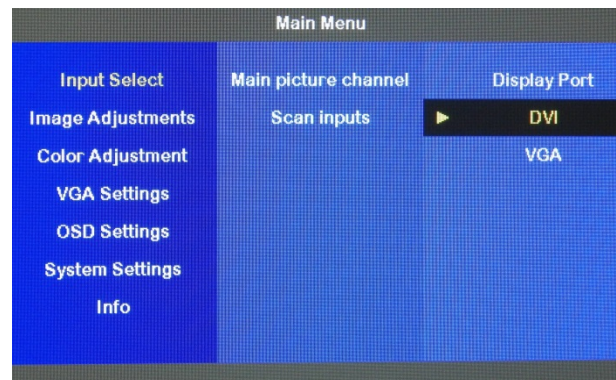 Main Menu
Input Select
Image Adjustments
Color Adjustment
VGA Settings
OSD Settings
System Settings
Info
Main picture channel
Scan inputs
Display Port
DVI
VGA